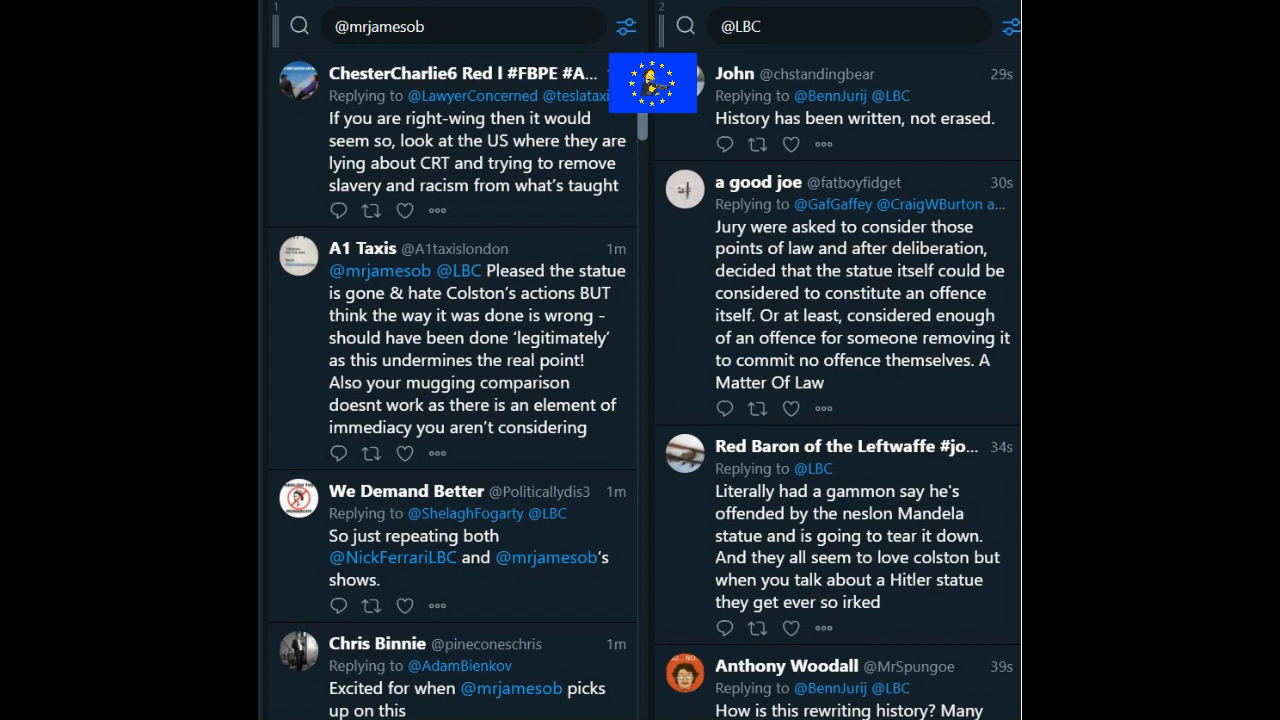 1
@mrjamesob
ChesterCharlie6 Red l #FBPE #A...
Replying to @LawyerConcerned @teslataxi
If you are right-wing then it would
seem so, look at the US where they are
lying about CRT and trying to remove
slavery and racism from what's taught
A1 Taxis @A1taxislondon 1m
@mrjamesob @LBC Pleased the statue
is gone & hate Colston's actions BUT
think the way it was done is wrong -
should have been done ‘legitimately’
as this undermines the real point!
Also your mugging comparison
doesnt work as there is an element of
immediacy you aren't considering
We Demand Better @Politicallydis3 1m
Replying to @ShelaghFogarty @LBC
So just repeating both
@NickFerrariLBC and @mrjamesob's
shows.
Chris Binnie @pineconeschris 1m
Replying to @AdamBienkov
Excited for when @mrjamesob picks
up on this
2
@LBC
John @chstandingbear 29s
Replying to @BennJurij @LBC
History has been written, not erased.
a good joe @fatboyfidget 30s
Replying to @GafGaffey @CraigWBurton a...
Jury were asked to consider those
points of law and after deliberation,
decided that the statue itself could be
considered to constitute an offence
itself. Or at least, considered enough
of an offence for someone removing it
to commit no offence themselves. A
Matter Of Law
Red Baron of the Leftwaffe #jo... 34s
Replying to @LBC
Literally had a gammon say he's
offended by the neslon Mandela
statue and is going to tear it down.
And they all seem to love colston but
when you talk about a Hitler statue
they get ever so irked
Anthony Woodall @MrSpungoe 39s
Replying to @BennJurij @LBC
How is this rewriting history? Many